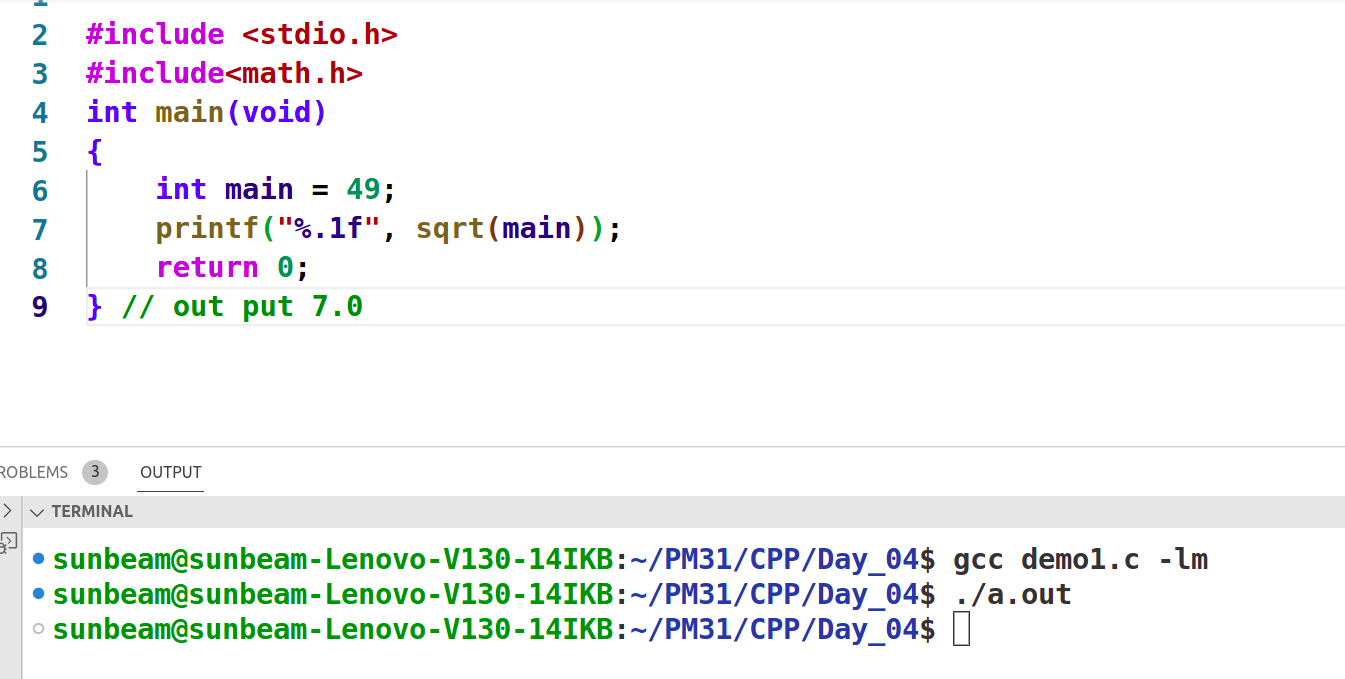 2 #include <stdio.h>
3 #include<math.h>
4 int main(void)
5 {
6     int main = 49;
7     printf("%.1f", sqrt(main));
8     return 0;
9 } // out put 7.0
ROBLEMS 3 OUTPUT
TERMINAL
sunbeam@sunbeam-Lenovo-V130-14IKB:~/PM31/CPP/Day_04$ gcc demo1.c -lm
sunbeam@sunbeam-Lenovo-V130-14IKB:~/PM31/CPP/Day_04$ ./a.out
sunbeam@sunbeam-Lenovo-V130-14IKB:~/PM31/CPP/Day_04$